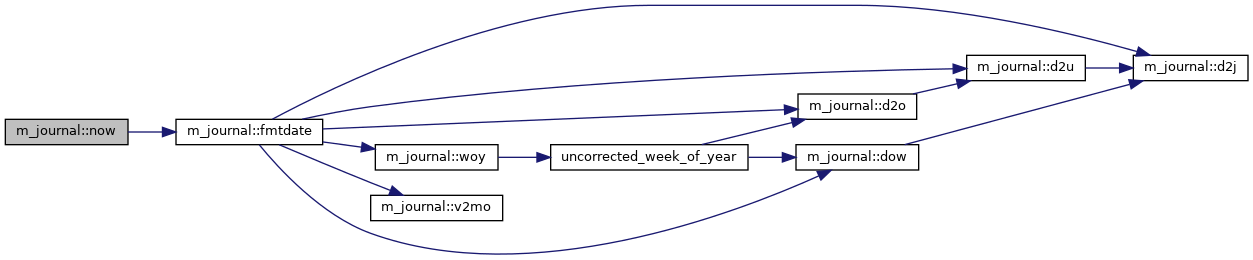 m_journal::now
m_journal::fmtdate
m_journal::woy
m_journal::v2mo
uncorrected_week_of_year
m_journal::d2o
m_journal::dow
m_journal::d2u
m_journal::d2j